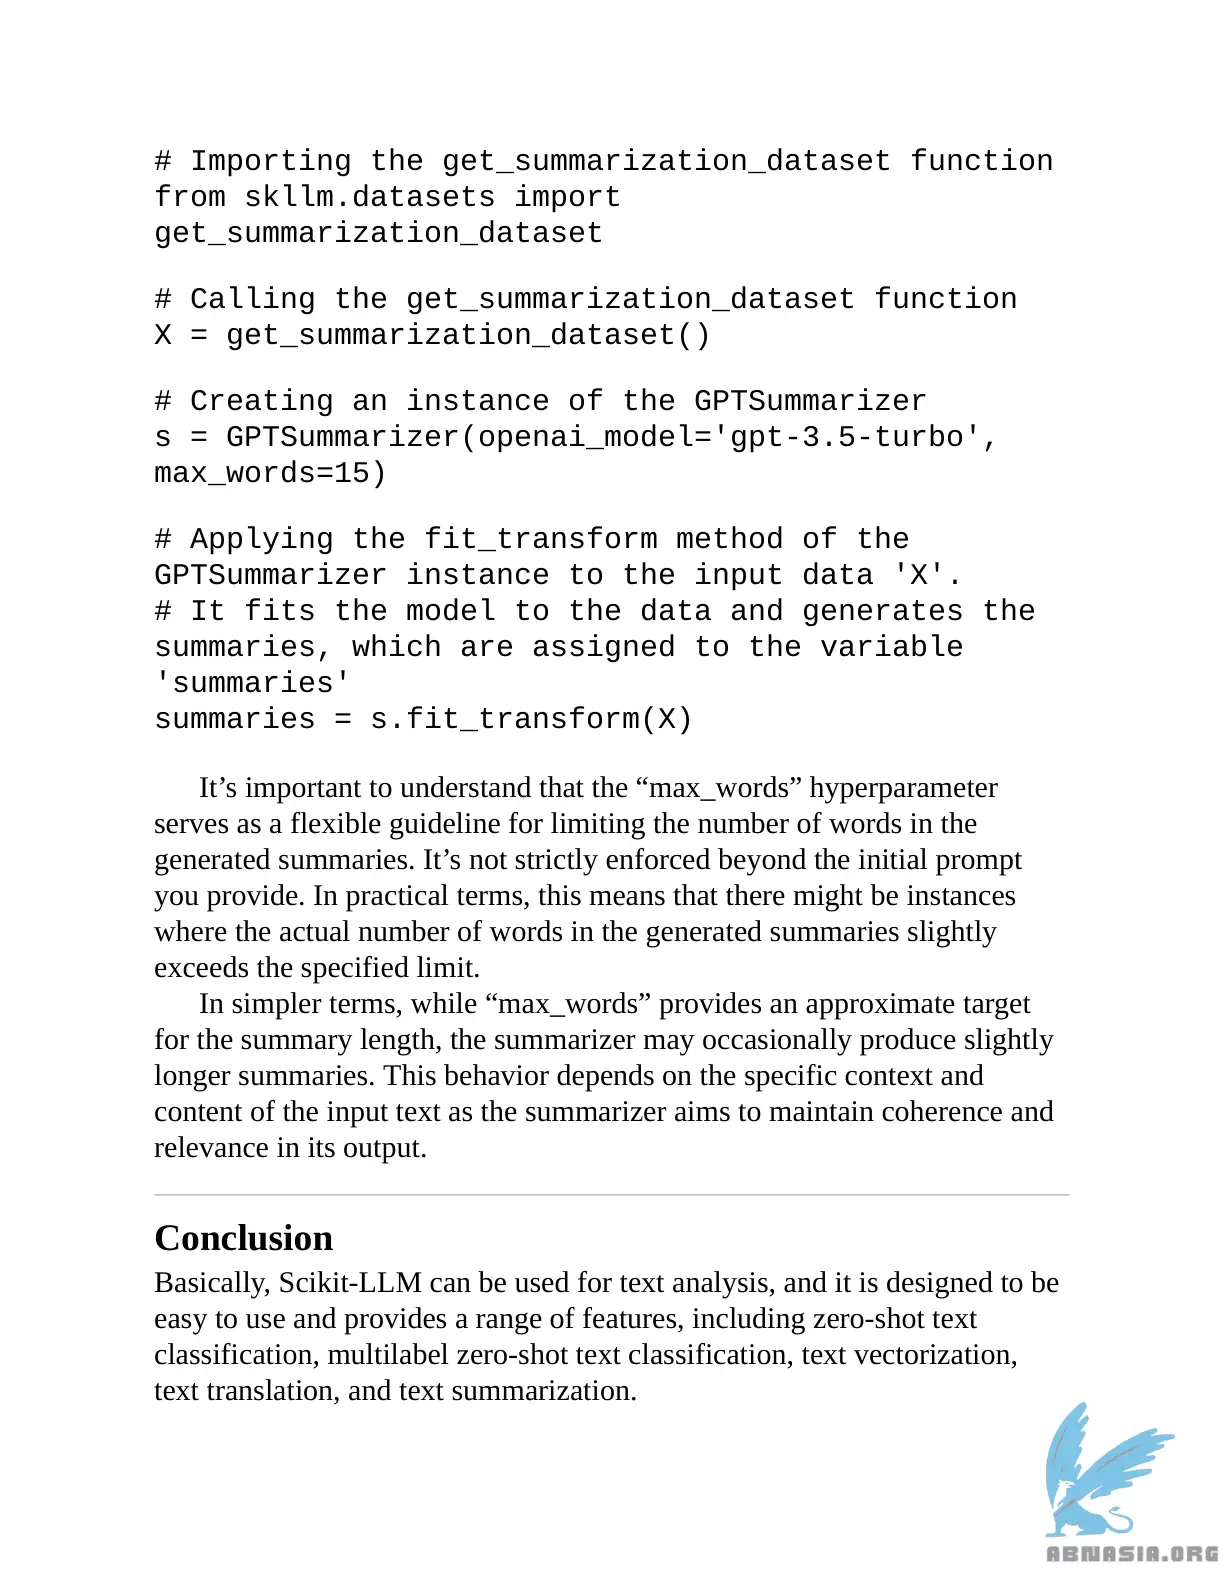 # Importing the get_summarization_dataset function
from skllm.datasets import
get_summarization_dataset
# Calling the get_summarization_dataset function
X = get_summarization_dataset()
# Creating an instance of the GPTSummarizer
s = GPTSummarizer(openai_model='gpt-3.5-turbo',
max_words=15)
# Applying the fit_transform method of the
GPTSummarizer instance to the input data 'X'.
# It fits the model to the data and generates the
summaries, which are assigned to the variable
'summaries'
summaries = s.fit_transform(X)
It’s important to understand that the “max_words” hyperparameter
serves as a flexible guideline for limiting the number of words in the
generated summaries. It’s not strictly enforced beyond the initial prompt
you provide. In practical terms, this means that there might be instances
where the actual number of words in the generated summaries slightly
exceeds the specified limit.
In simpler terms, while “max_words” provides an approximate target
for the summary length, the summarizer may occasionally produce slightly
longer summaries. This behavior depends on the specific context and
content of the input text as the summarizer aims to maintain coherence and
relevance in its output.
Conclusion
Basically, Scikit-LLM can be used for text analysis, and it is designed to be
easy to use and provides a range of features, including zero-shot text
classification, multilabel zero-shot text classification, text vectorization,
text translation, and text summarization.
ABNASIA.ORG